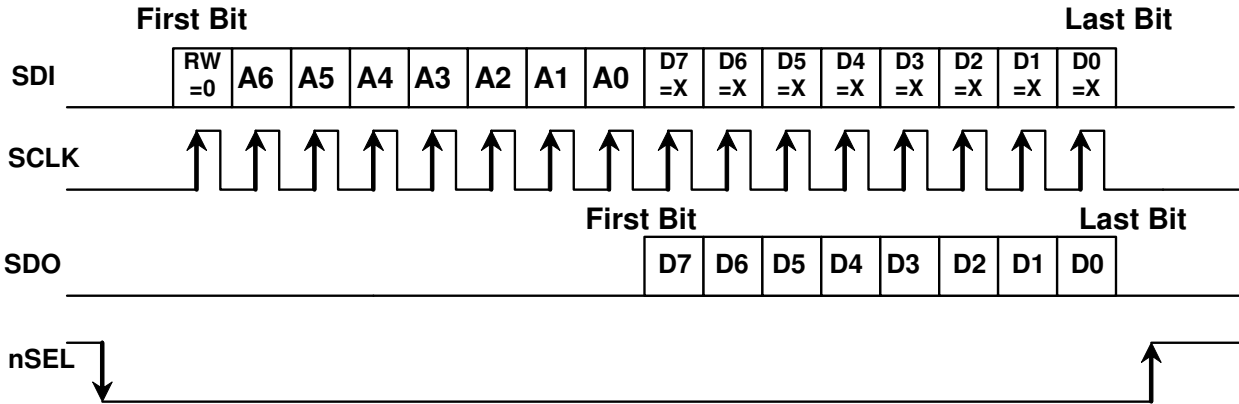 First Bit Last Bit
SDI RW =0 A6 A5 A4 A3 A2 A1 A0 D7 =X D6 =X D5 =X D4 =X D3 =X D2 =X D1 =X D0 =X
SCLK
First Bit Last Bit
SDO D7 D6 D5 D4 D3 D2 D1 D0
nSEL